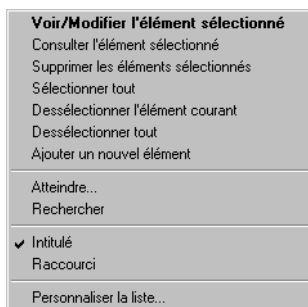 Voir/Modifier l'élément sélectionné
Consulter l'élément sélectionné
Supprimer les éléments sélectionnés
Sélectionner tout
Dessélectionner l'élément courant
Dessélectionner tout
Ajouter un nouvel élément
Atteindre...
Rechercher
Intitulé
Raccourci
Personnaliser la liste...